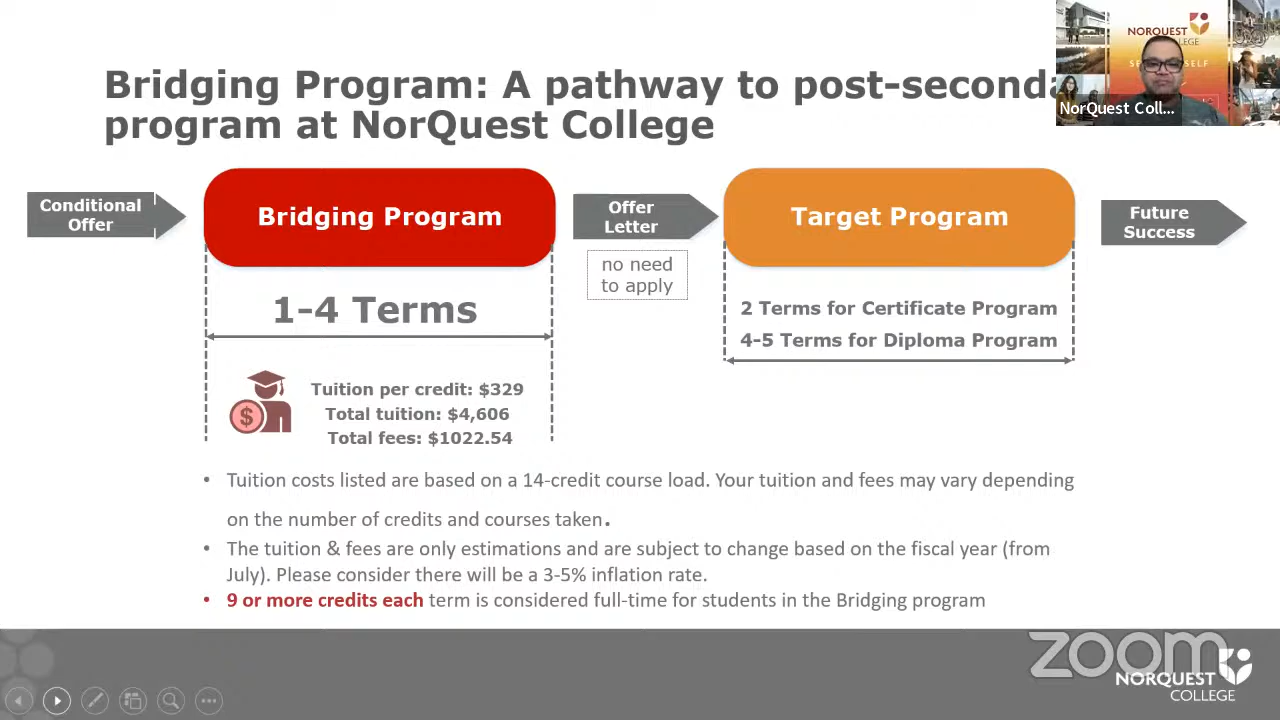 Bridging Program: A pathway to post-seconda
program at NorQuest College
NORQUEST
COLLEGE
NorQuest Coll...
Conditional
Offer
Bridging Program
Offer
Letter
no need
to apply
Target Program
Future
Success
1-4 Terms
2 Terms for Certificate Program
4-5 Terms for Diploma Program
$
Tuition per credit: $329
Total tuition: $4,606
Total fees: $1022.54
• Tuition costs listed are based on a 14-credit course load. Your tuition and fees may vary depending
on the number of credits and courses taken.
• The tuition & fees are only estimations and are subject to change based on the fiscal year (from
July). Please consider there will be a 3-5% inflation rate.
• 9 or more credits each term is considered full-time for students in the Bridging program
zoom
NORQUEST
COLLEGE